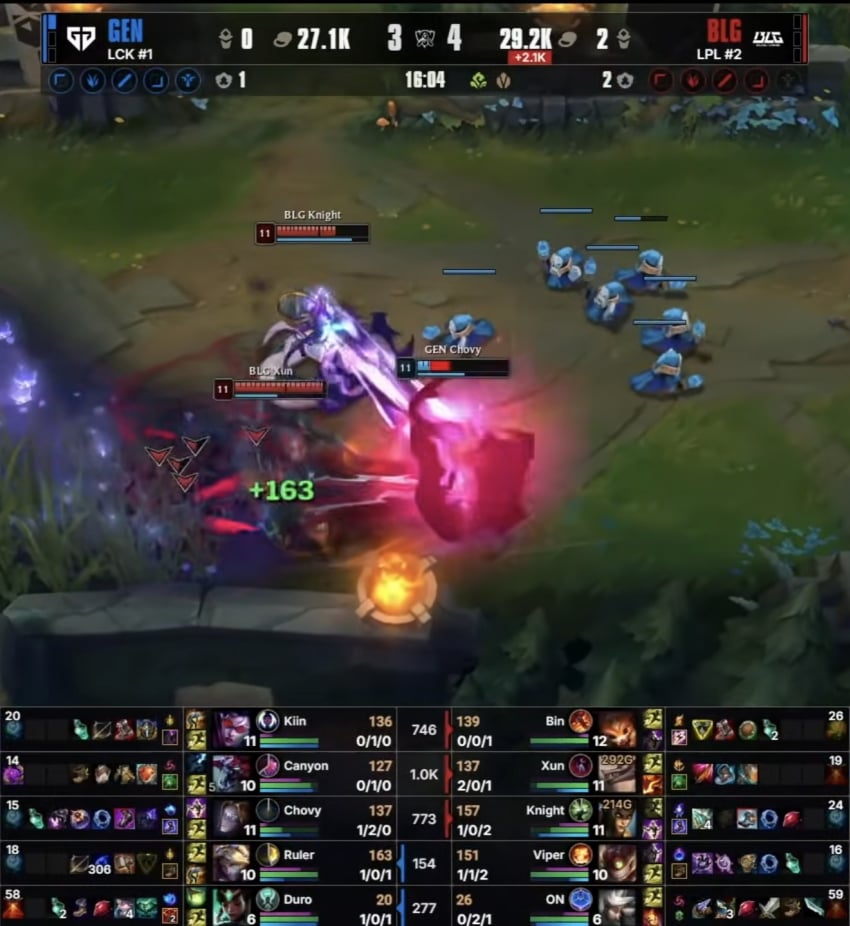 GEN
LCK #1
0
27.1K
3
4
29.2K
+2.1K
2
BLG
LPL #2
BLG
1
16:04
2
BLG Knight
11
GEN Chovy
11
BLG Xun
11
+163
20
11
Kiin
136
0/1/0
746
139
0/0/1
Bin
12
2
26
14
5
10
Canyon
127
0/1/0
1.0K
137
2/0/1
Xun
11
292G
19
15
11
Chovy
137
1/2/0
773
157
1/0/2
Knight
11
214G
4
24
18
306
10
Ruler
163
1/0/1
154
151
1/1/2
Viper
10
16
58
2
4
2
6
Duro
20
1/0/1
277
26
0/2/1
ON
6
3
59